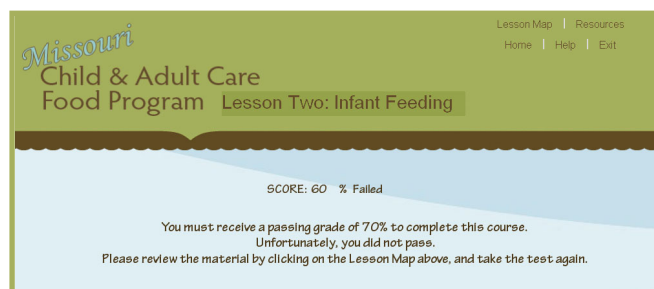 Lesson Map | Resources
Home | Help | Exit
Missouri
Child & Adult Care
Food Program Lesson Two: Infant Feeding
SCORE: 60 % Failed
You must receive a passing grade of 70% to complete this course.
Unfortunately, you did not pass.
Please review the material by clicking on the Lesson Map above, and take the test again.